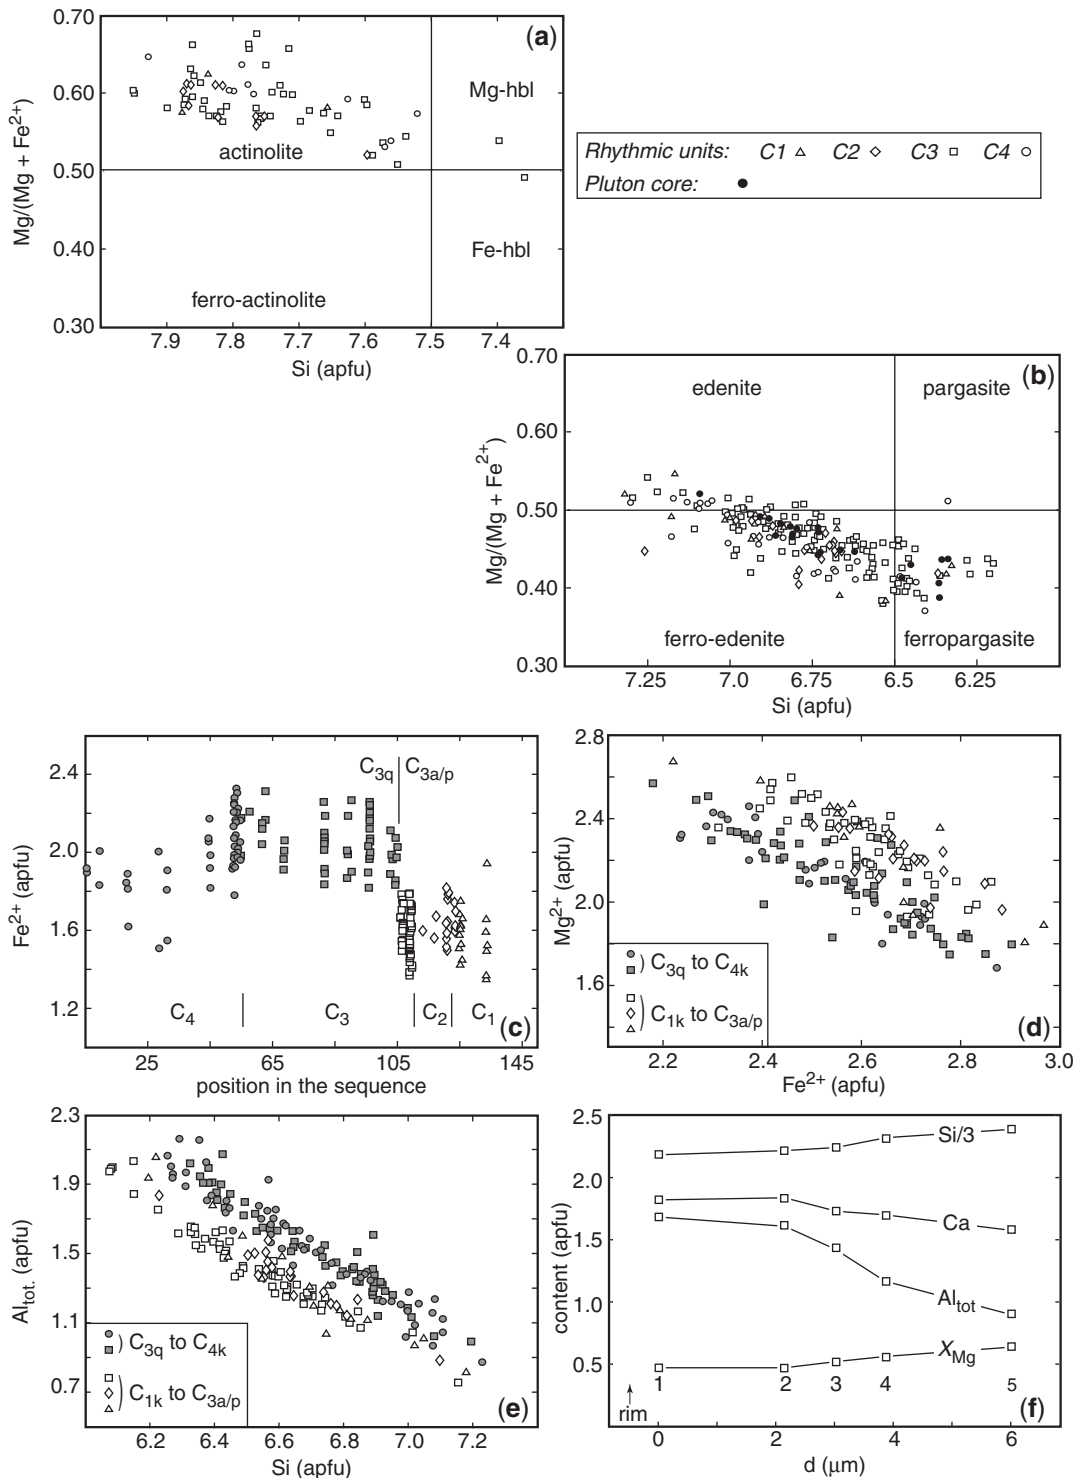 (a)
0.70
0.60
0.50
0.40
0.30
Mg/(Mg + Fe2+)
Mg-hbl
actinolite
Fe-hbl
ferro-actinolite
7.9 7.8 7.7 7.6 7.5 7.4
Si (apfu)
Rhythmic units: C1 △ C2 ◇ C3 □ C4 ○
Pluton core: ●
(b)
0.70
0.60
0.50
0.40
0.30
Mg/(Mg + Fe2+)
edenite pargasite
ferro-edenite ferropargasite
7.25 7.0 6.75 6.5 6.25
Si (apfu)
2.4
2.0
1.6
1.2
Fe2+ (apfu)
C3q C3a/p
C4 C3 C2 C1
(c)
25 65 105 145
position in the sequence
2.8
2.4
2.0
1.6
Mg2+ (apfu)
) C3q to C4k
) C1k to C3a/p
(d)
2.2 2.4 2.6 2.8 3.0
Fe2+ (apfu)
2.3
1.9
1.5
1.1
0.7
Altot. (apfu)
) C3q to C4k
) C1k to C3a/p
(e)
6.2 6.4 6.6 6.8 7.0 7.2
Si (apfu)
2.5
2.0
1.5
1.0
0.5
content (apfu)
Si/3
Ca
Altot
XMg
1 2 3 4 5
rim
(f)
0 2 4 6
d (μm)